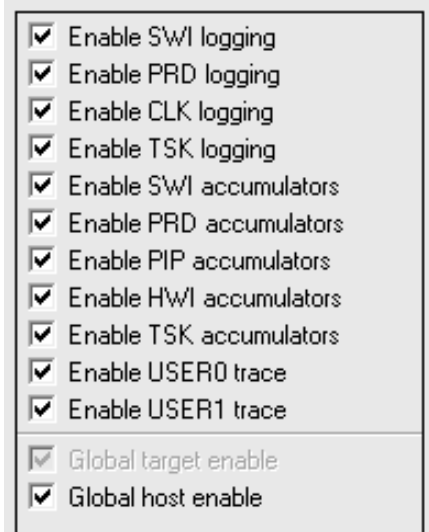 Enable SWI logging
Enable PRD logging
Enable CLK logging
Enable TSK logging
Enable SWI accumulators
Enable PRD accumulators
Enable PIP accumulators
Enable HWI accumulators
Enable TSK accumulators
Enable USER0 trace
Enable USER1 trace
Global target enable
Global host enable